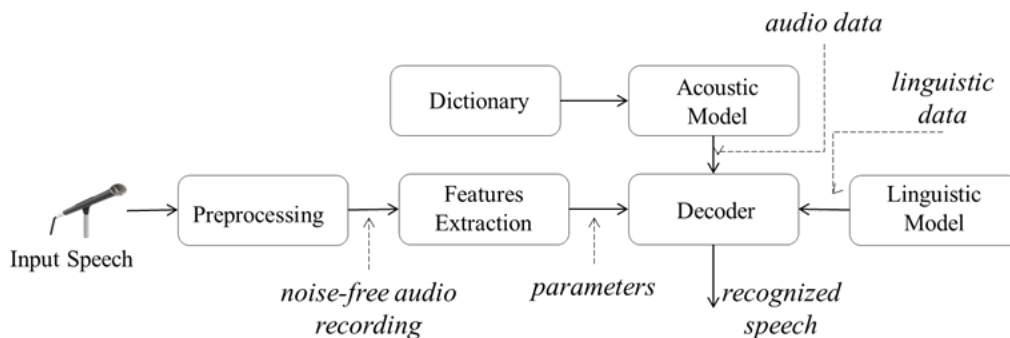 audio data
Dictionary
Acoustic
Model
linguistic
data
Preprocessing
Features
Extraction
Decoder
Linguistic
Model
Input Speech
noise-free audio
recording
parameters
recognized
speech